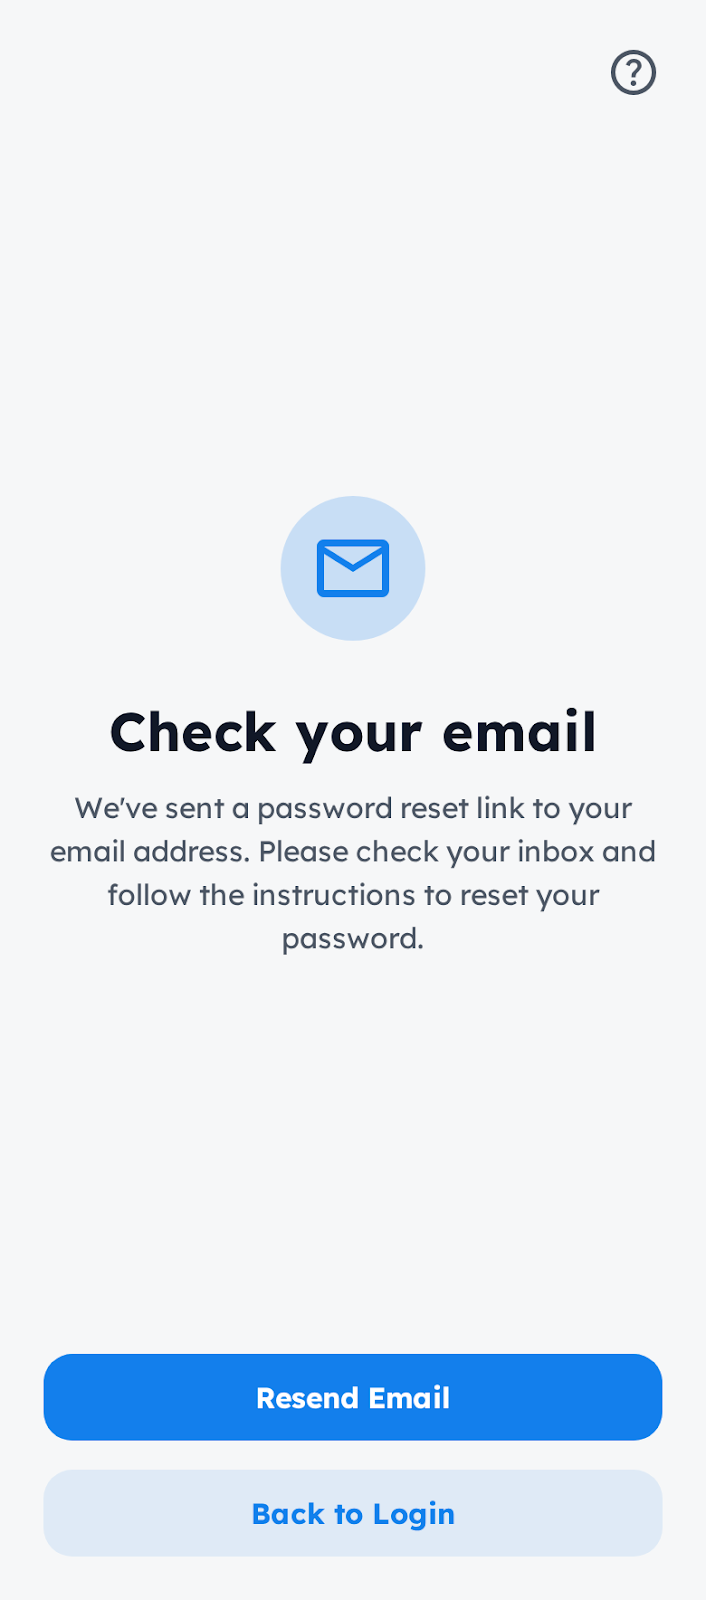 Check your email
We've sent a password reset link to your
email address. Please check your inbox and
follow the instructions to reset your
password.
Resend Email
Back to Login